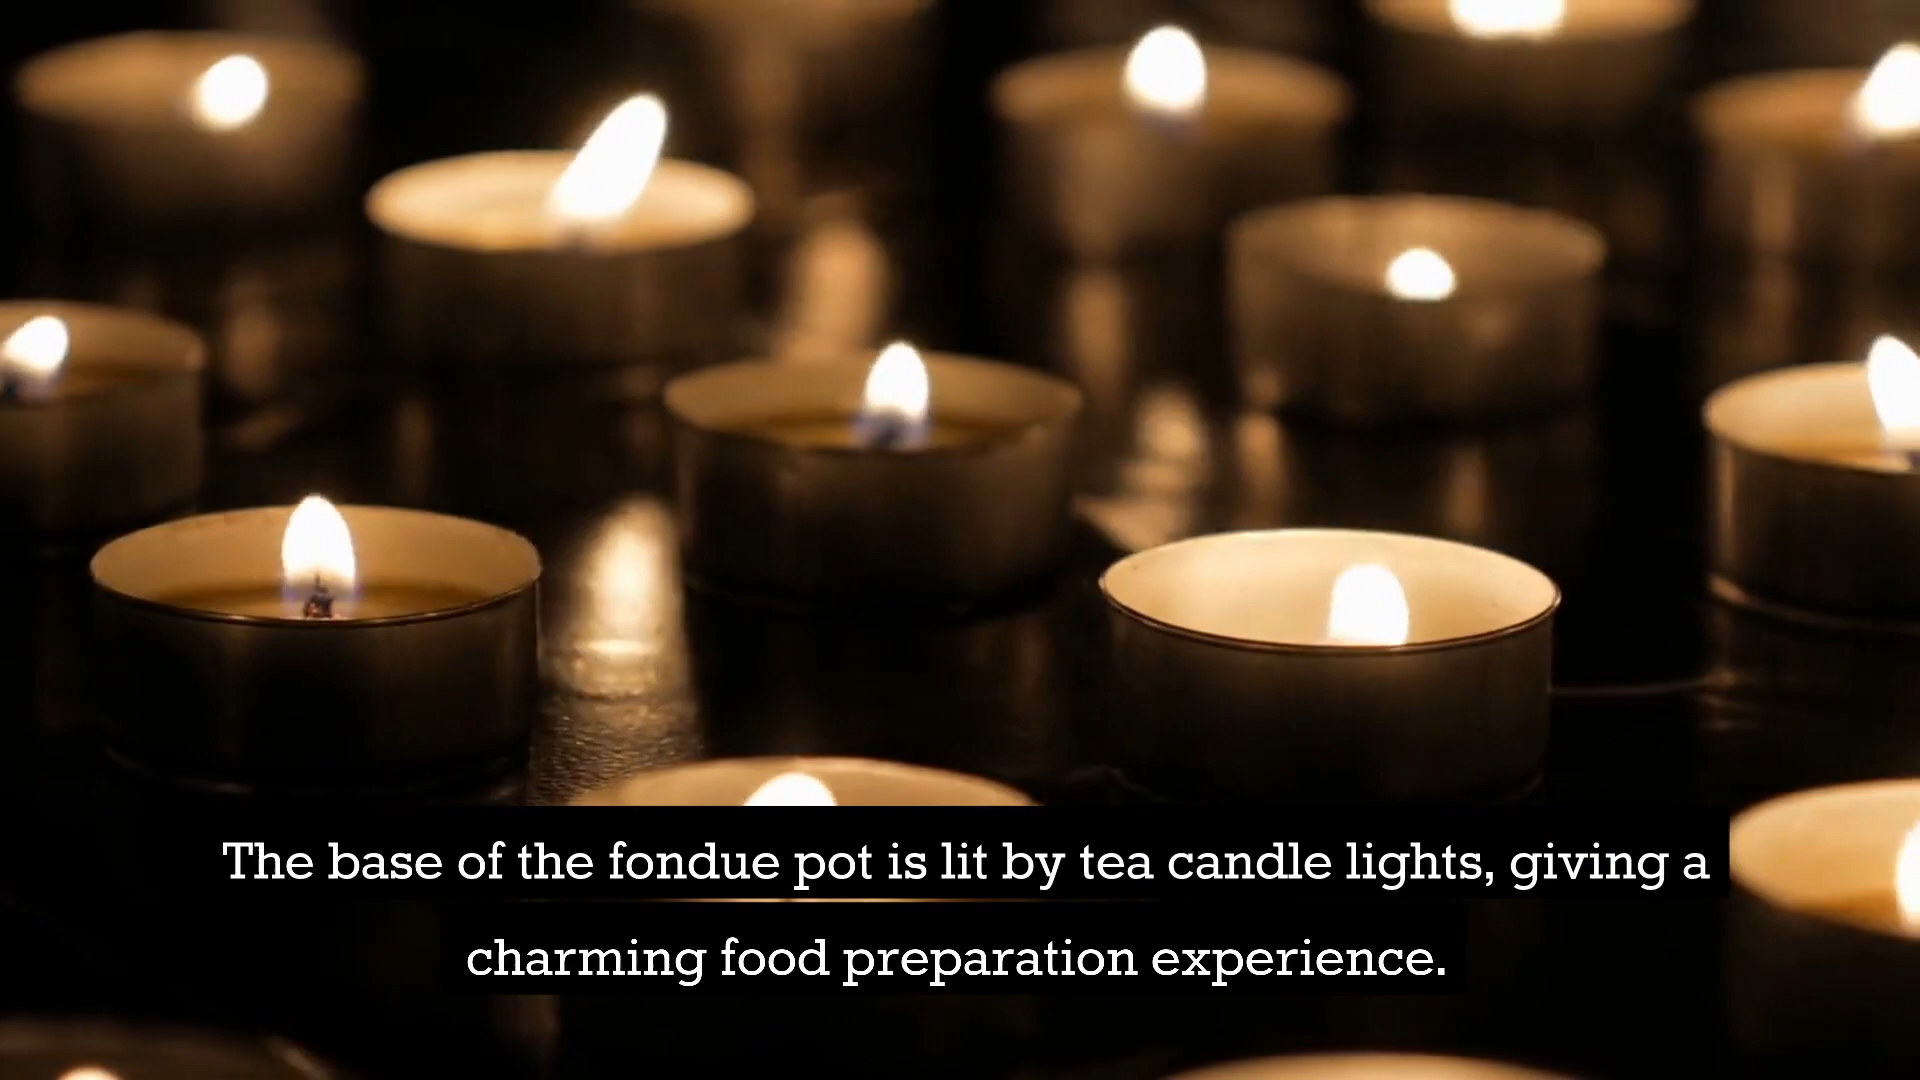 The base of the fondue pot is lit by tea candle lights, giving a
charming food preparation experience.